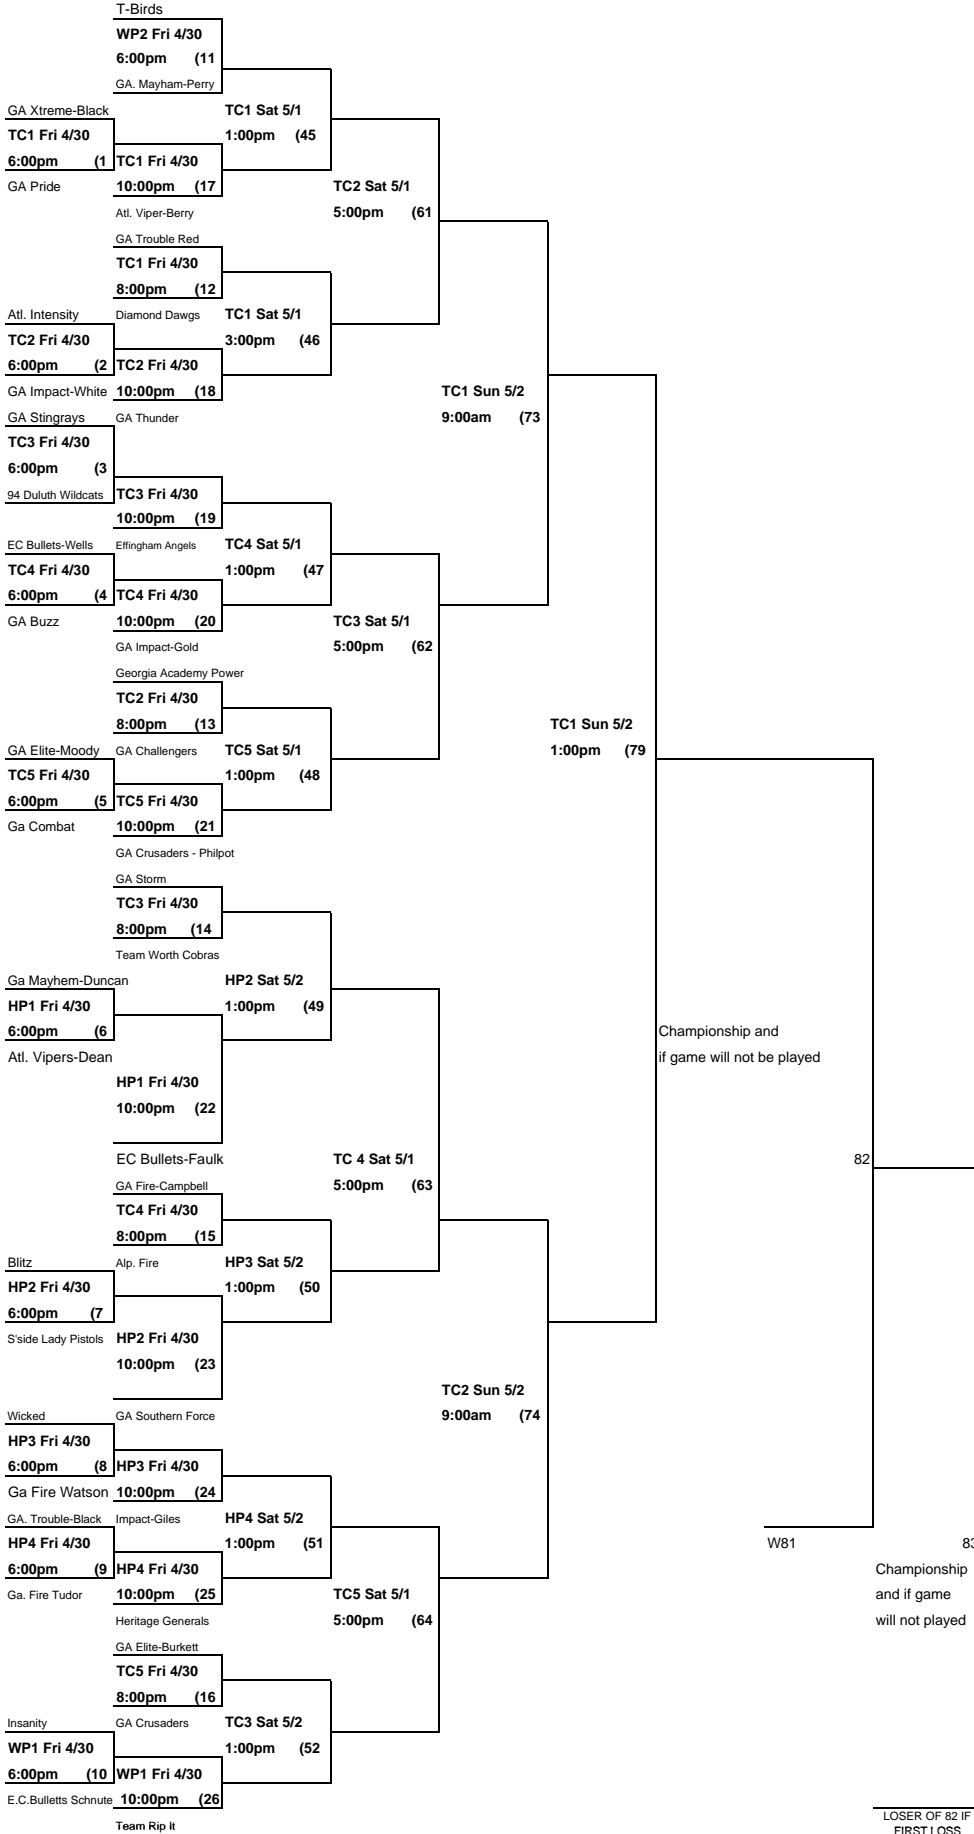 T-Birds
WP2 Fri 4/30
6:00pm (11
GA. Mayham-Perry
GA Xtreme-Black
TC1 Sat 5/1
TC1 Fri 4/30
1:00pm (45
6:00pm (1
TC1 Fri 4/30
GA Pride
10:00pm (17
TC2 Sat 5/1
Atl. Viper-Berry
5:00pm (61
GA Trouble Red
TC1 Fri 4/30
8:00pm (12
Atl. Intensity
Diamond Dawgs
TC1 Sat 5/1
TC2 Fri 4/30
3:00pm (46
6:00pm (2
TC2 Fri 4/30
GA Impact-White
10:00pm (18
TC1 Sun 5/2
GA Stingrays
GA Thunder
9:00am (73
TC3 Fri 4/30
6:00pm (3
94 Duluth Wildcats
TC3 Fri 4/30
10:00pm (19
EC Bullets-Wells
Effingham Angels
TC4 Sat 5/1
TC4 Fri 4/30
1:00pm (47
6:00pm (4
TC4 Fri 4/30
GA Buzz
10:00pm (20
TC3 Sat 5/1
GA Impact-Gold
5:00pm (62
Georgia Academy Power
TC2 Fri 4/30
8:00pm (13
TC1 Sun 5/2
GA Elite-Moody
GA Challengers
TC5 Sat 5/1
1:00pm (79
TC5 Fri 4/30
1:00pm (48
6:00pm (5
TC5 Fri 4/30
Ga Combat
10:00pm (21
GA Crusaders - Philpot
GA Storm
TC3 Fri 4/30
8:00pm (14
Team Worth Cobras
Ga Mayhem-Duncan
HP2 Sat 5/2
HP1 Fri 4/30
1:00pm (49
6:00pm (6
Championship and
Atl. Vipers-Dean
if game will not be played
HP1 Fri 4/30
10:00pm (22
EC Bullets-Faulk
TC 4 Sat 5/1
82
GA Fire-Campbell
5:00pm (63
TC4 Fri 4/30
8:00pm (15
Blitz
Alp. Fire
HP3 Sat 5/2
HP2 Fri 4/30
1:00pm (50
6:00pm (7
S'side Lady Pistols
HP2 Fri 4/30
10:00pm (23
TC2 Sun 5/2
Wicked
GA Southern Force
9:00am (74
HP3 Fri 4/30
6:00pm (8
HP3 Fri 4/30
Ga Fire Watson
10:00pm (24
GA. Trouble-Black
Impact-Giles
HP4 Sat 5/2
HP4 Fri 4/30
1:00pm (51
W81
83
6:00pm (9
HP4 Fri 4/30
Championship
Ga. Fire Tudor
10:00pm (25
TC5 Sat 5/1
and if game
Heritage Generals
5:00pm (64
will not played
GA Elite-Burkett
TC5 Fri 4/30
8:00pm (16
Insanity
GA Crusaders
TC3 Sat 5/2
WP1 Fri 4/30
1:00pm (52
6:00pm (10
WP1 Fri 4/30
E.C.Bulletts Schnute
10:00pm (26
LOSER OF 82 IF
Team Rip It
FIRST LOSS